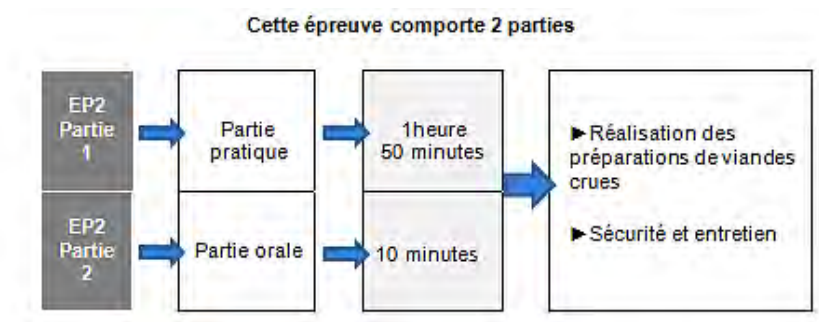 Cette épreuve comporte 2 parties
EP2
Partie
1
Partie
pratique
1heure
50 minutes
►Réalisation des
préparations de viandes
crues
►Sécurité et entretien
EP2
Partie
2
Partie orale
10 minutes